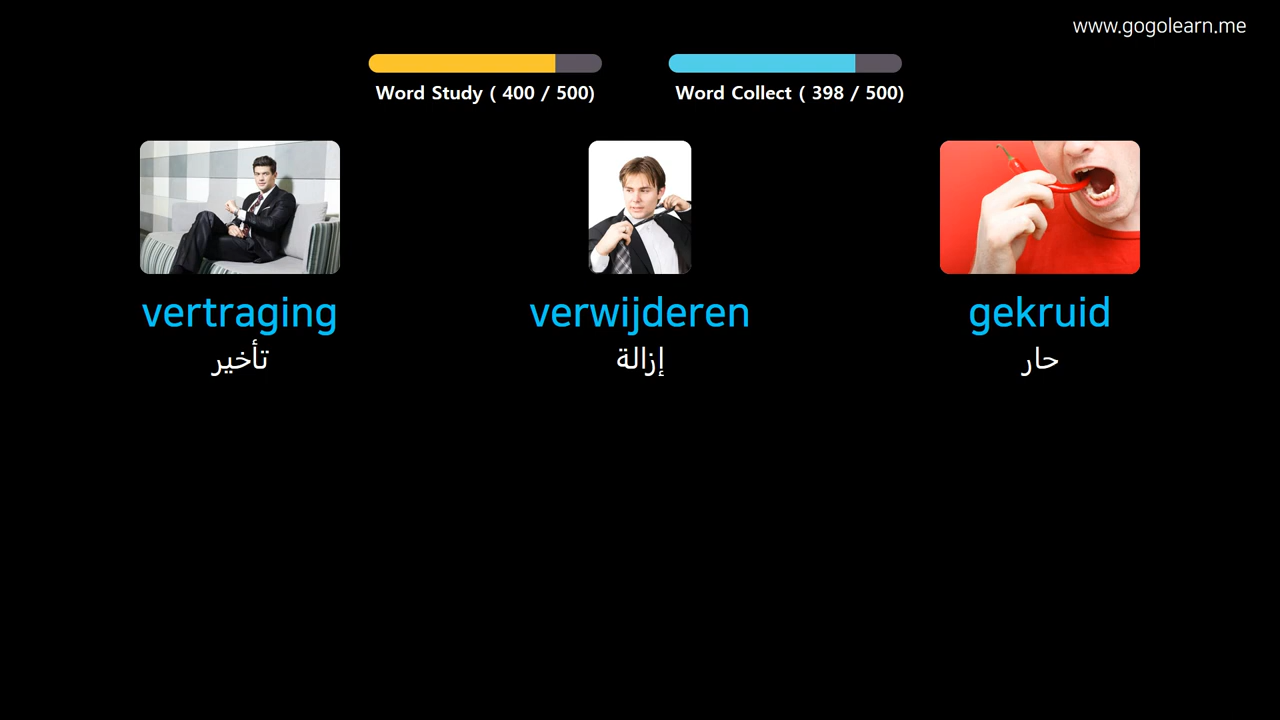 www.gogolearn.me
Word Study ( 400 / 500)
Word Collect ( 398 / 500)
vertraging
verwijderen
gekruid
تأخير
إزالة
حار